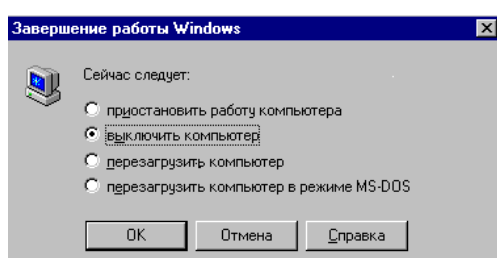 Завершение работы Windows
Сейчас следует:
приостановить работу компьютера
выключить компьютер
перезагрузить компьютер
перезагрузить компьютер в режиме MS-DOS
OK Отмена Справка